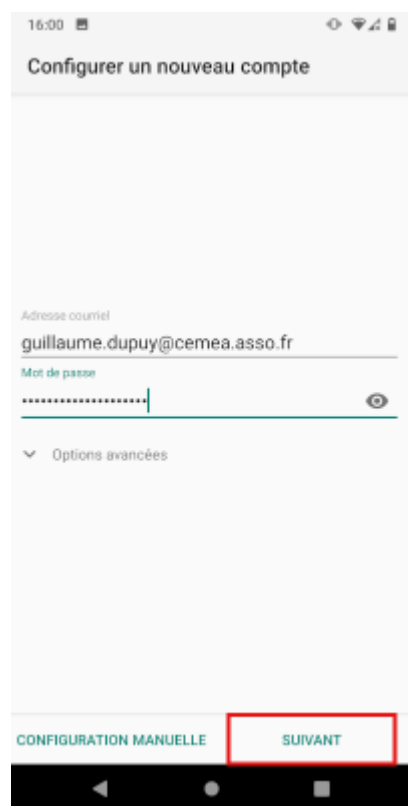 16:00
Configurer un nouveau compte
Adresse courriel
guillaume.dupuy@cemea.asso.fr
Mot de passe
••••••••••••••••••••
Options avancées
CONFIGURATION MANUELLE SUIVANT